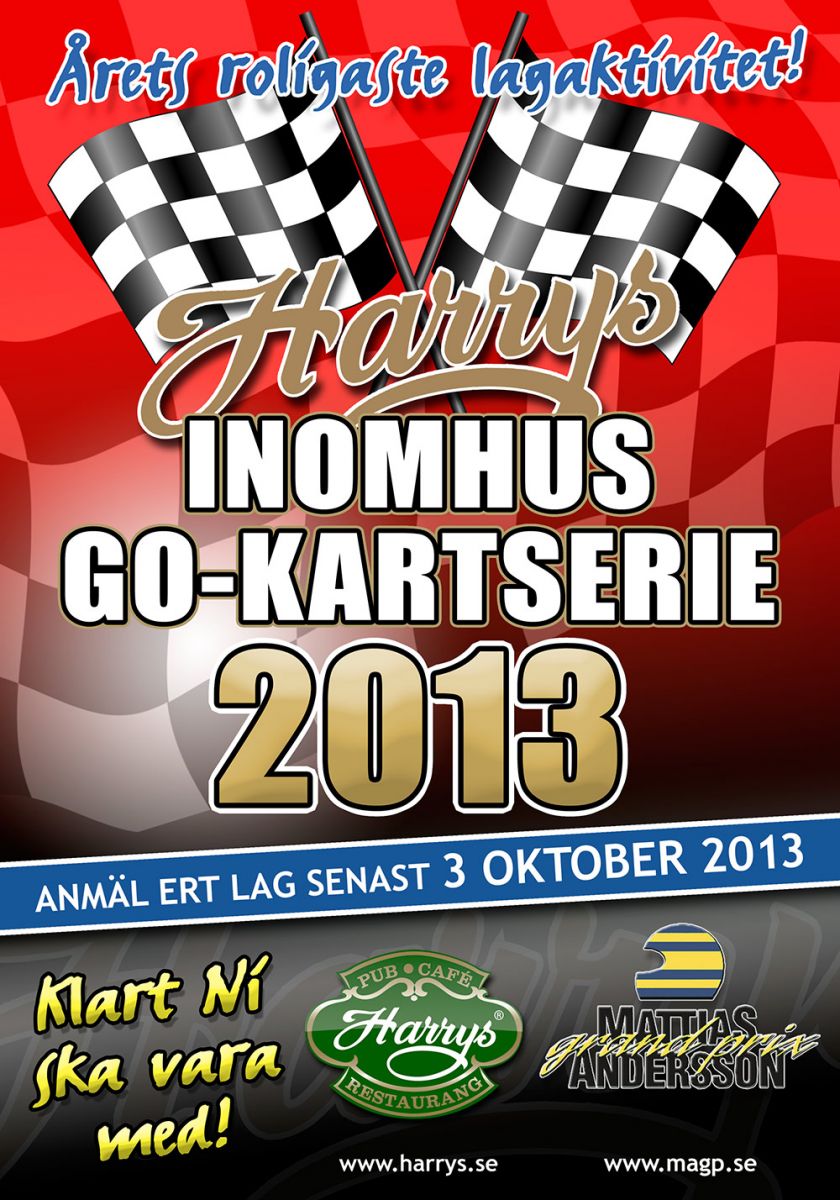 Årets roligaste lagaktivitet!
Harrys
INOMHUS
GO-KARTSERIE
2013
ANMÄL ERT LAG SENAST 3 OKTOBER 2013
Klart Ni
ska vara
med!
PUB • CAFÉ
Harrys®
RESTAURANG
www.harrys.se
MATTIAS
grand prix
ANDERSSON
www.magp.se